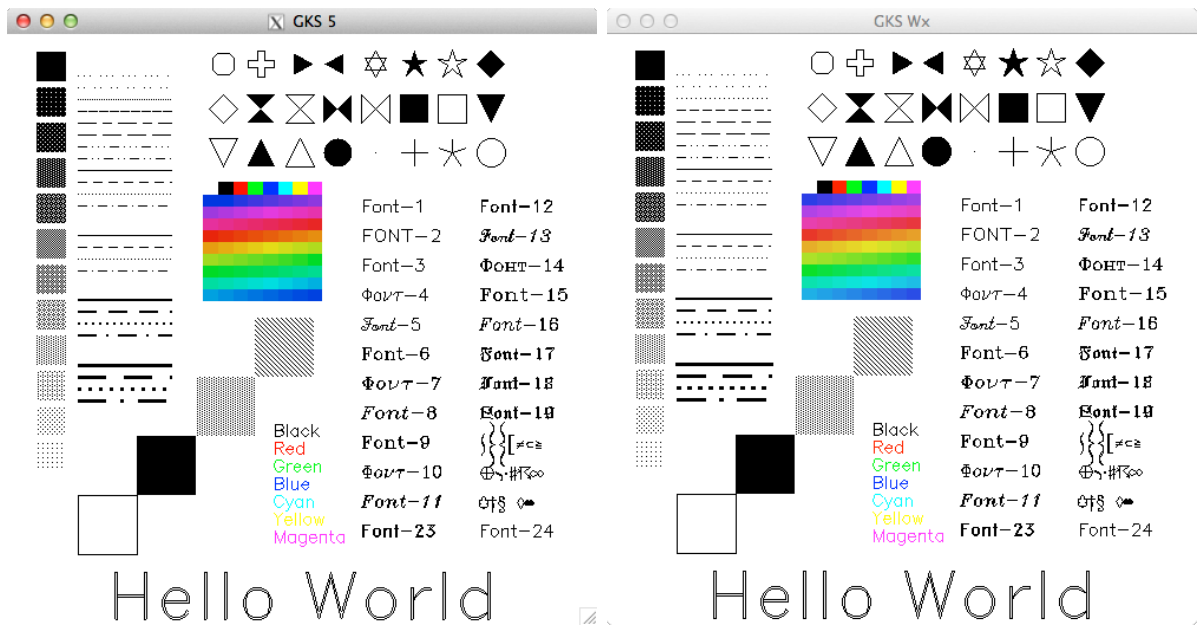 GKS 5
Font-1 Font-12
FONT-2 Font-13
Font-3 Фонт-14
Φοντ-4 Font-15
Font-5 Font-16
Font-6 Font-17
Φοντ-7 Font-18
Font-8 Font-19
Font-9
Φοντ-10
Font-11
Font-23 Font-24
Black
Red
Green
Blue
Cyan
Yellow
Magenta
Hello World
GKS Wx
Font-1 Font-12
FONT-2 Font-13
Font-3 Фонт-14
Φοντ-4 Font-15
Font-5 Font-16
Font-6 Font-17
Φοντ-7 Font-18
Font-8 Font-19
Font-9
Φοντ-10
Font-11
Font-23 Font-24
Black
Red
Green
Blue
Cyan
Yellow
Magenta
Hello World